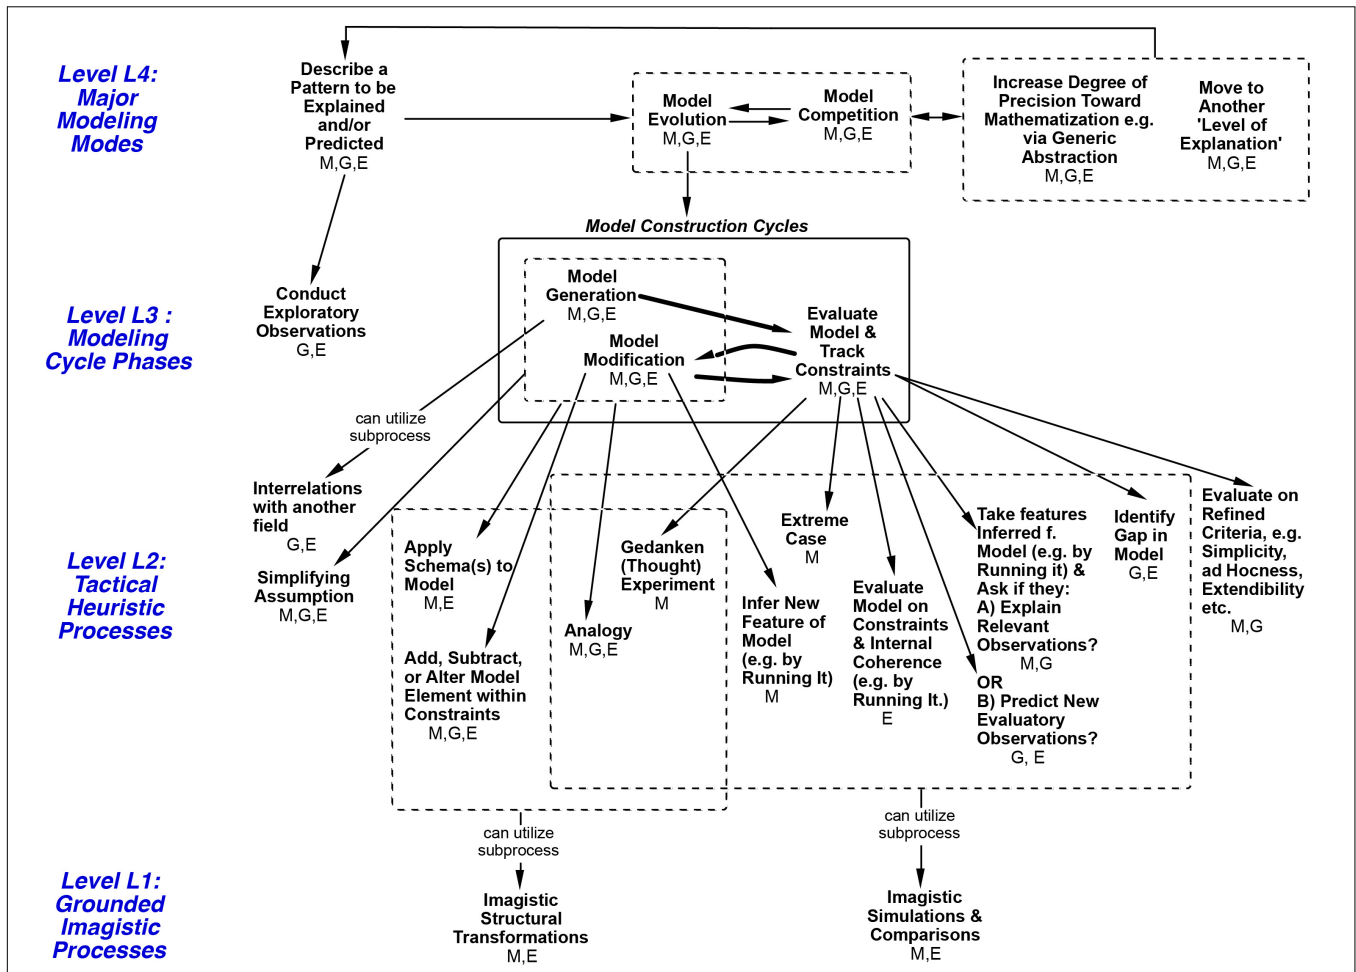 Level L4:
Major
Modeling
Modes
Describe a
Pattern to be
Explained
and/or
Predicted
M,G,E
Model
Evolution
M,G,E
Model
Competition
M,G,E
Increase Degree of
Precision Toward
Mathematization e.g.
via Generic
Abstraction
M,G,E
Move to
Another
'Level of
Explanation'
M,G,E
Model Construction Cycles
Level L3 :
Modeling
Cycle Phases
Conduct
Exploratory
Observations
G,E
Model
Generation
M,G,E
Model
Modification
M,G,E
Evaluate
Model &
Track
Constraints
M,G,E
can utilize
subprocess
Level L2:
Tactical
Heuristic
Processes
Interrelations
with another
field
G,E
Simplifying
Assumption
M,G,E
Apply
Schema(s) to
Model
M,E
Add, Subtract,
or Alter Model
Element within
Constraints
M,G,E
Analogy
M,G,E
Gedanken
(Thought)
Experiment
M
Infer New
Feature of
Model
(e.g. by
Running It)
M
Extreme
Case
M
Evaluate
Model on
Constraints
& Internal
Coherence
(e.g. by
Running It.)
E
Take features
Inferred f.
Model (e.g. by
Running it) &
Ask if they:
A) Explain
Relevant
Observations?
M,G
OR
B) Predict New
Evaluatory
Observations?
G, E
Identify
Gap in
Model
G,E
Evaluate on
Refined
Criteria, e.g.
Simplicity,
ad Hocness,
Extendibility
etc.
M,G
can utilize
subprocess
can utilize
subprocess
Level L1:
Grounded
Imagistic
Processes
Imagistic
Structural
Transformations
M,E
Imagistic
Simulations &
Comparisons
M,E